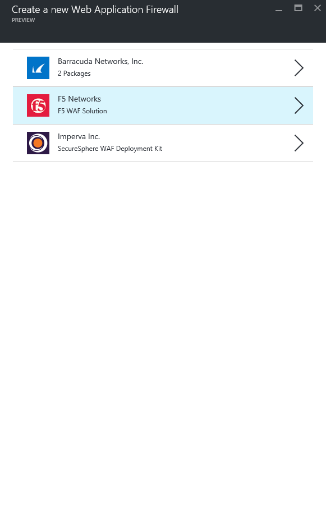 Create a new Web Application Firewall
PREVIEW
Barracuda Networks, Inc.
2 Packages
F5 Networks
F5 WAF Solution
Imperva Inc.
SecureSphere WAF Deployment Kit